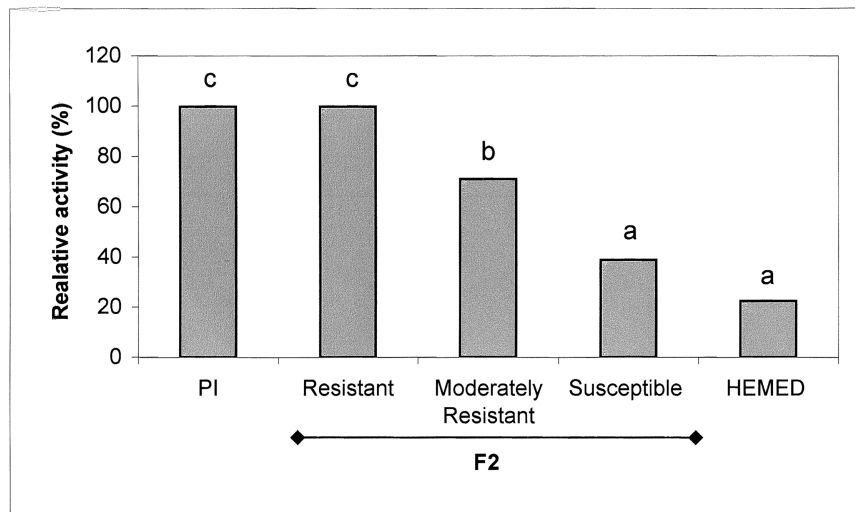 120
100
80
60
40
20
0
Realative activity (%)
c
c
b
a
a
PI
Resistant
Moderately
Resistant
Susceptible
HEMED
F2